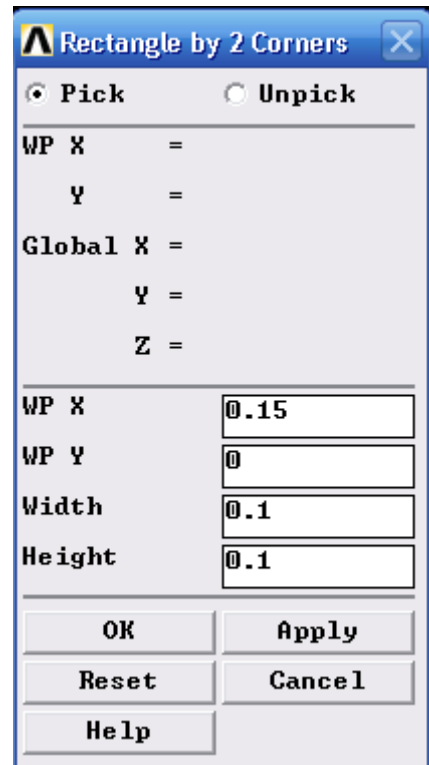 Rectangle by 2 Corners
Pick Unpick
WP X =
Y =
Global X =
Y =
Z =
WP X 0.15
WP Y 0
Width 0.1
Height 0.1
OK Apply
Reset Cancel
Help